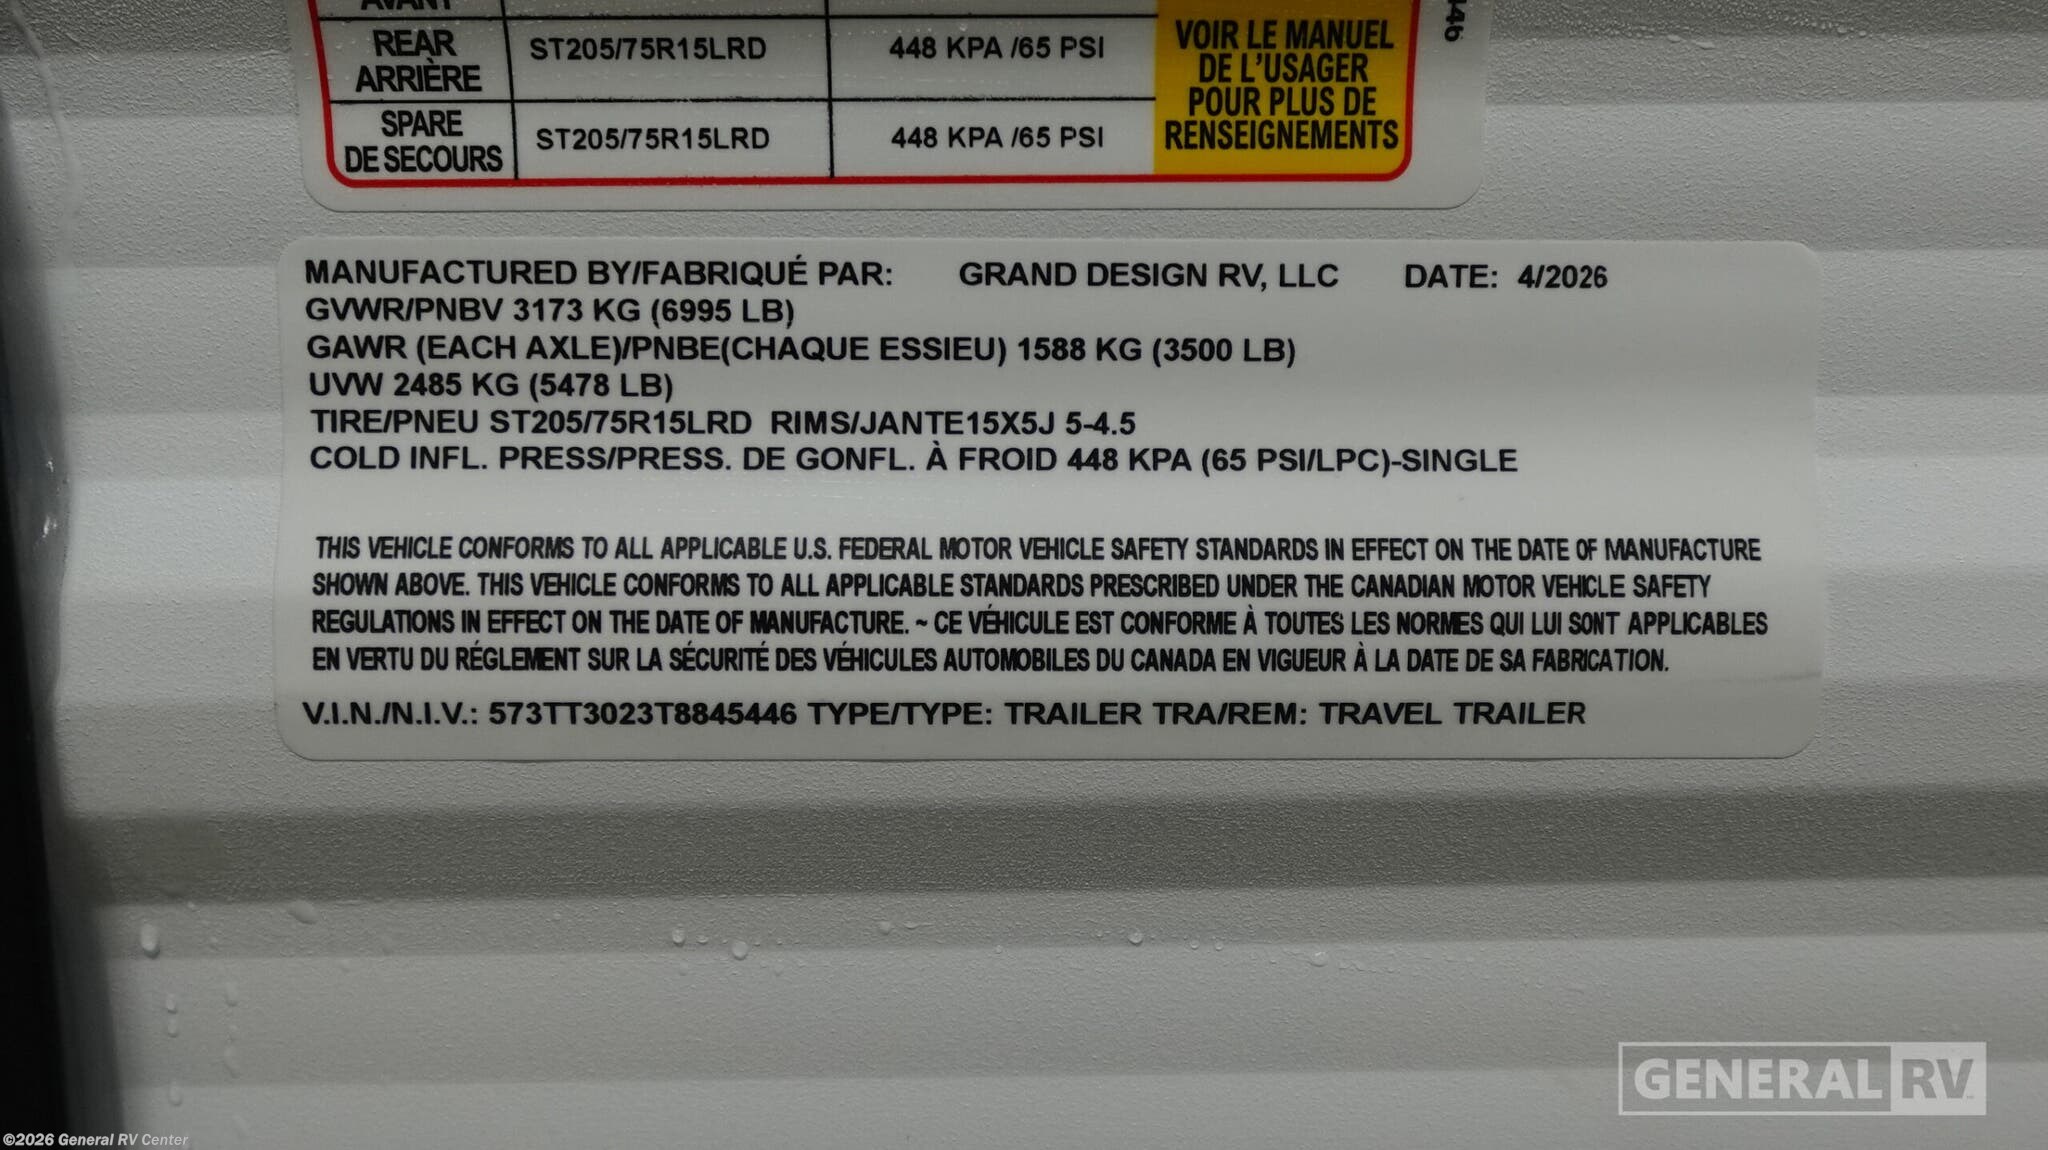 AVANT
REAR
ARRIÈRE
ST205/75R15LRD
448 KPA /65 PSI
SPARE
DE SECOURS
ST205/75R15LRD
448 KPA /65 PSI
VOIR LE MANUEL
DE L'USAGER
POUR PLUS DE
RENSEIGNEMENTS
MANUFACTURED BY/FABRIQUÉ PAR: GRAND DESIGN RV, LLC DATE: 4/2026
GVWR/PNBV 3173 KG (6995 LB)
GAWR (EACH AXLE)/PNBE(CHAQUE ESSIEU) 1588 KG (3500 LB)
UVW 2485 KG (5478 LB)
TIRE/PNEU ST205/75R15LRD RIMS/JANTE15X5J 5-4.5
COLD INFL. PRESS/PRESS. DE GONFL. À FROID 448 KPA (65 PSI/LPC)-SINGLE
THIS VEHICLE CONFORMS TO ALL APPLICABLE U.S. FEDERAL MOTOR VEHICLE SAFETY STANDARDS IN EFFECT ON THE DATE OF MANUFACTURE
SHOWN ABOVE. THIS VEHICLE CONFORMS TO ALL APPLICABLE STANDARDS PRESCRIBED UNDER THE CANADIAN MOTOR VEHICLE SAFETY
REGULATIONS IN EFFECT ON THE DATE OF MANUFACTURE. ~ CE VÉHICULE EST CONFORME À TOUTES LES NORMES QUI LUI SONT APPLICABLES
EN VERTU DU RÉGLEMENT SUR LA SÉCURITÉ DES VÉHICULES AUTOMOBILES DU CANADA EN VIGUEUR À LA DATE DE SA FABRICATION.
V.I.N./N.I.V.: 573TT3023T8845446 TYPE/TYPE: TRAILER TRA/REM: TRAVEL TRAILER
GENERAL RV
©2026 General RV Center